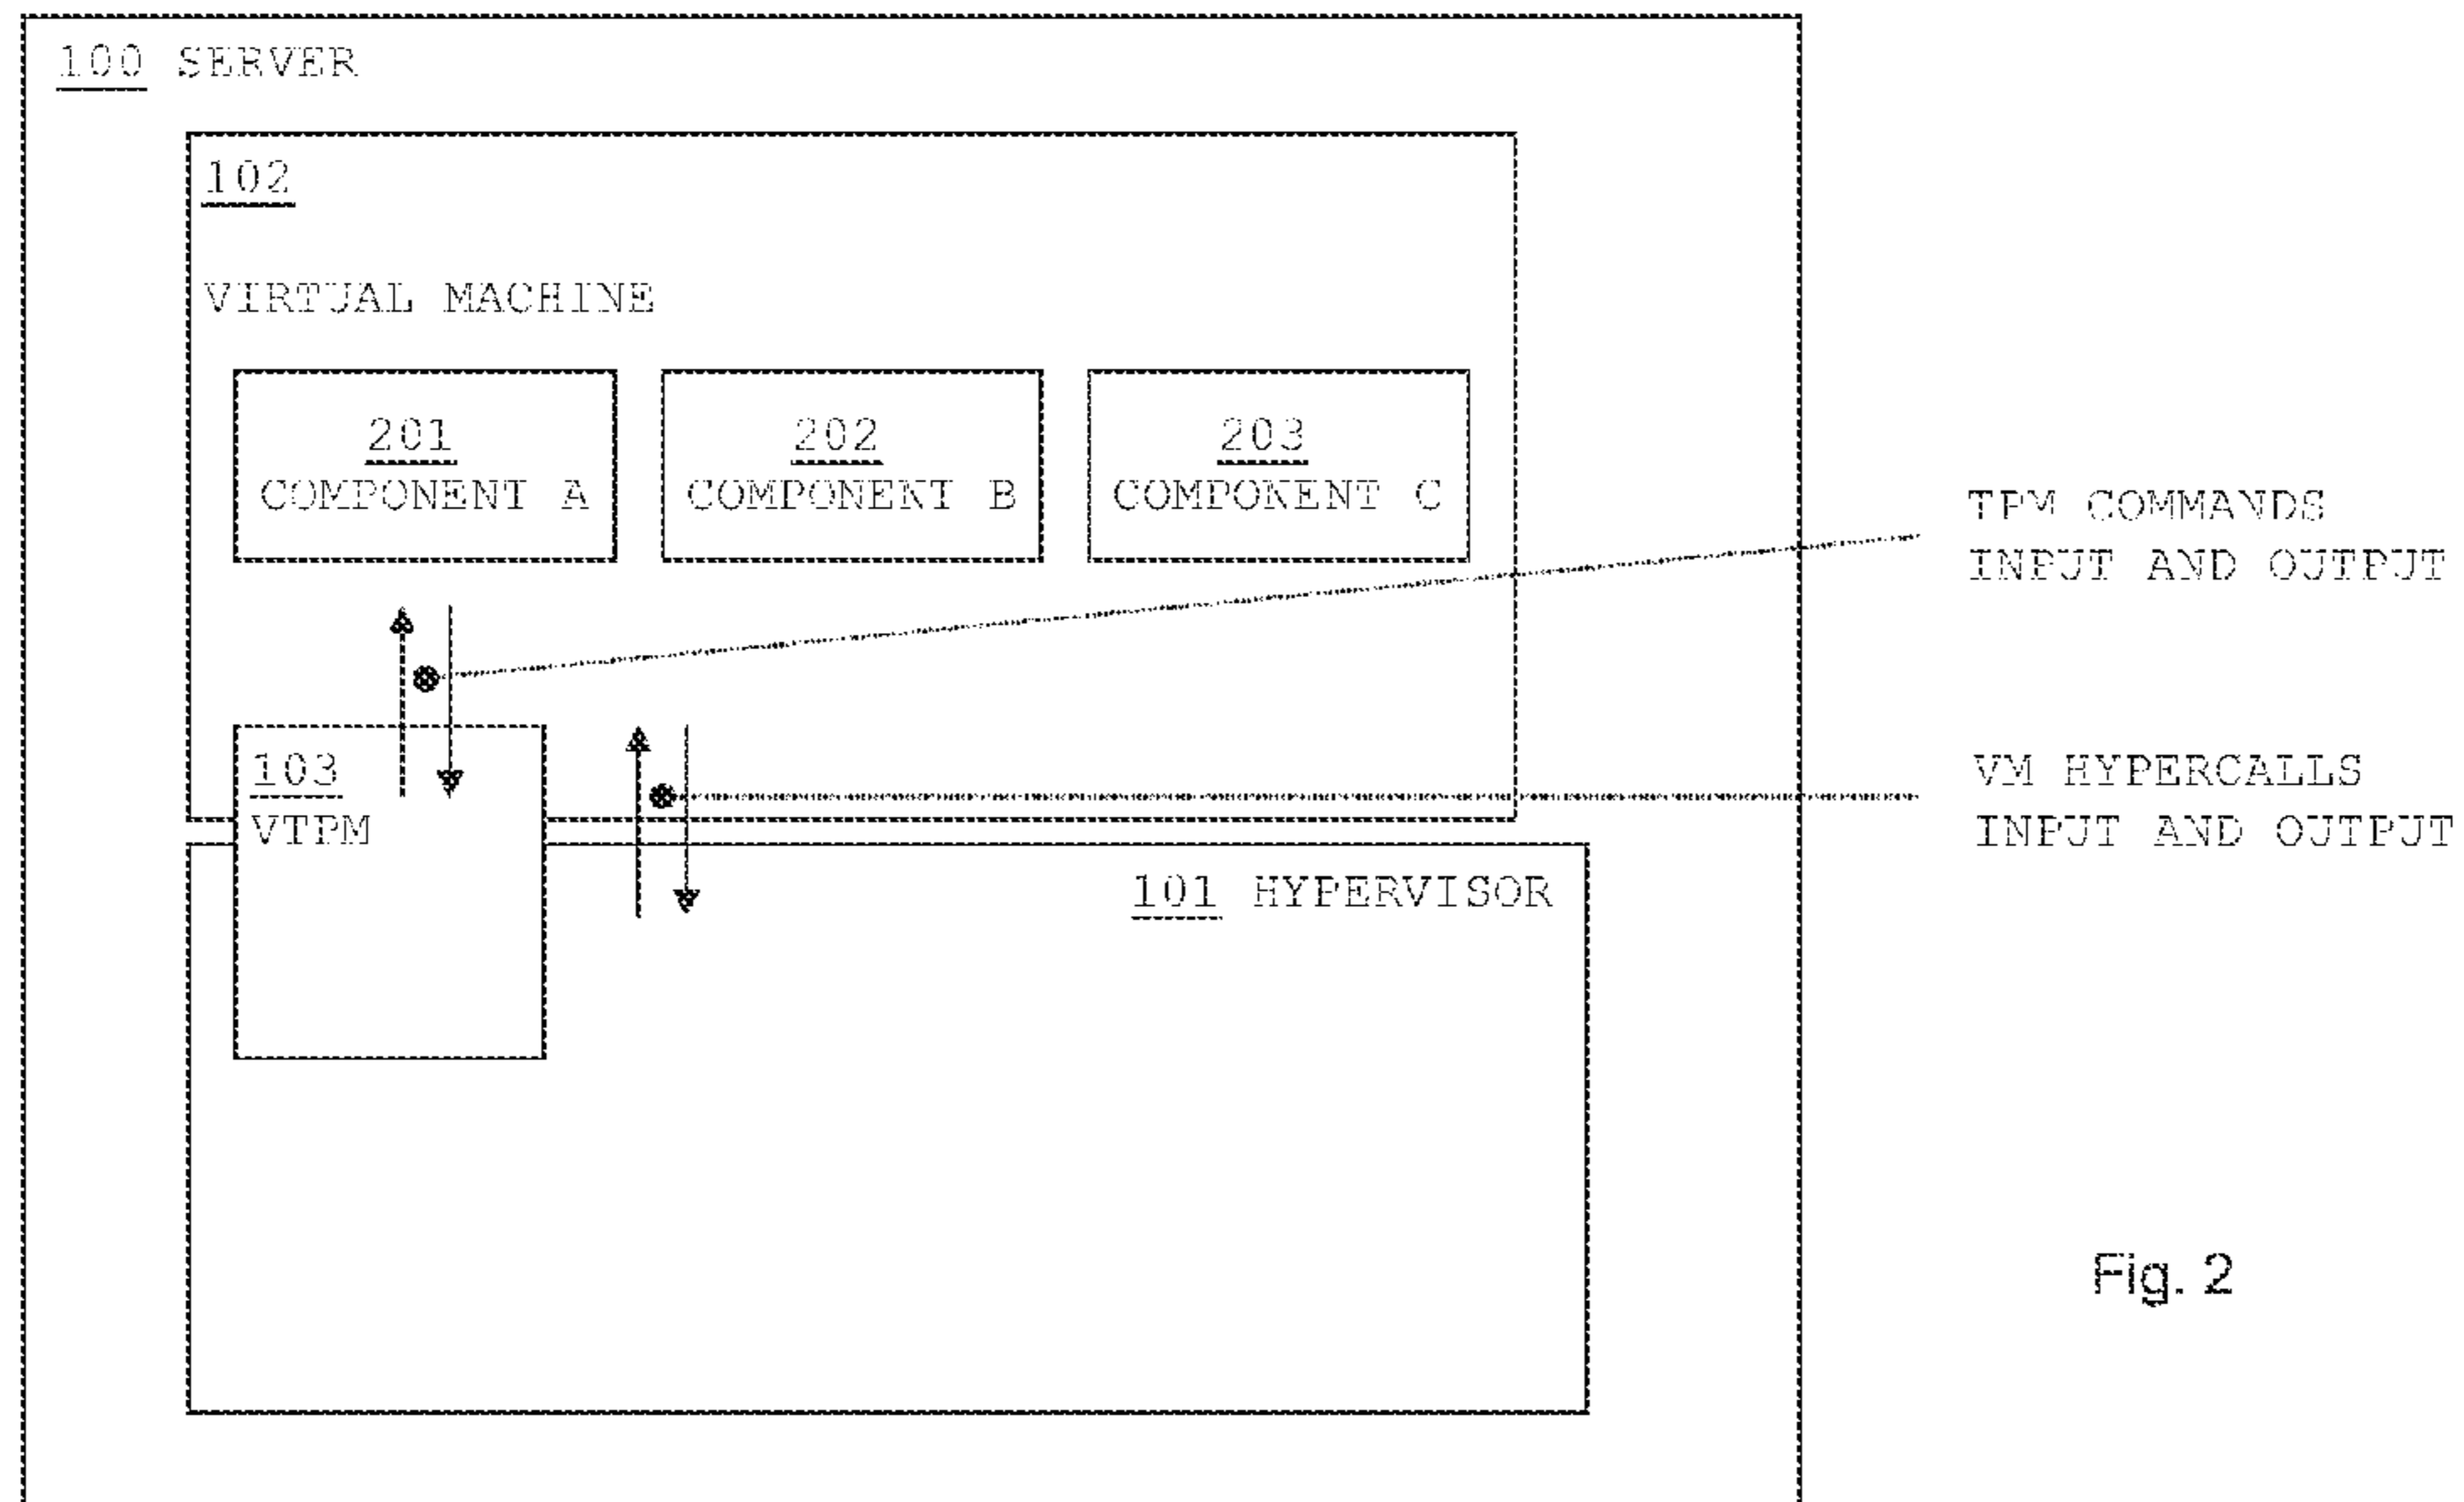 100 SERVER
102
VIRTUAL MACHINE
201
COMPONENT A
202
COMPONENT B
203
COMPONENT C
TPM COMMANDS
INPUT AND OUTPUT
103
VTPM
VM HYPERCALLS
INPUT AND OUTPUT
101 HYPERVISOR
Fig. 2